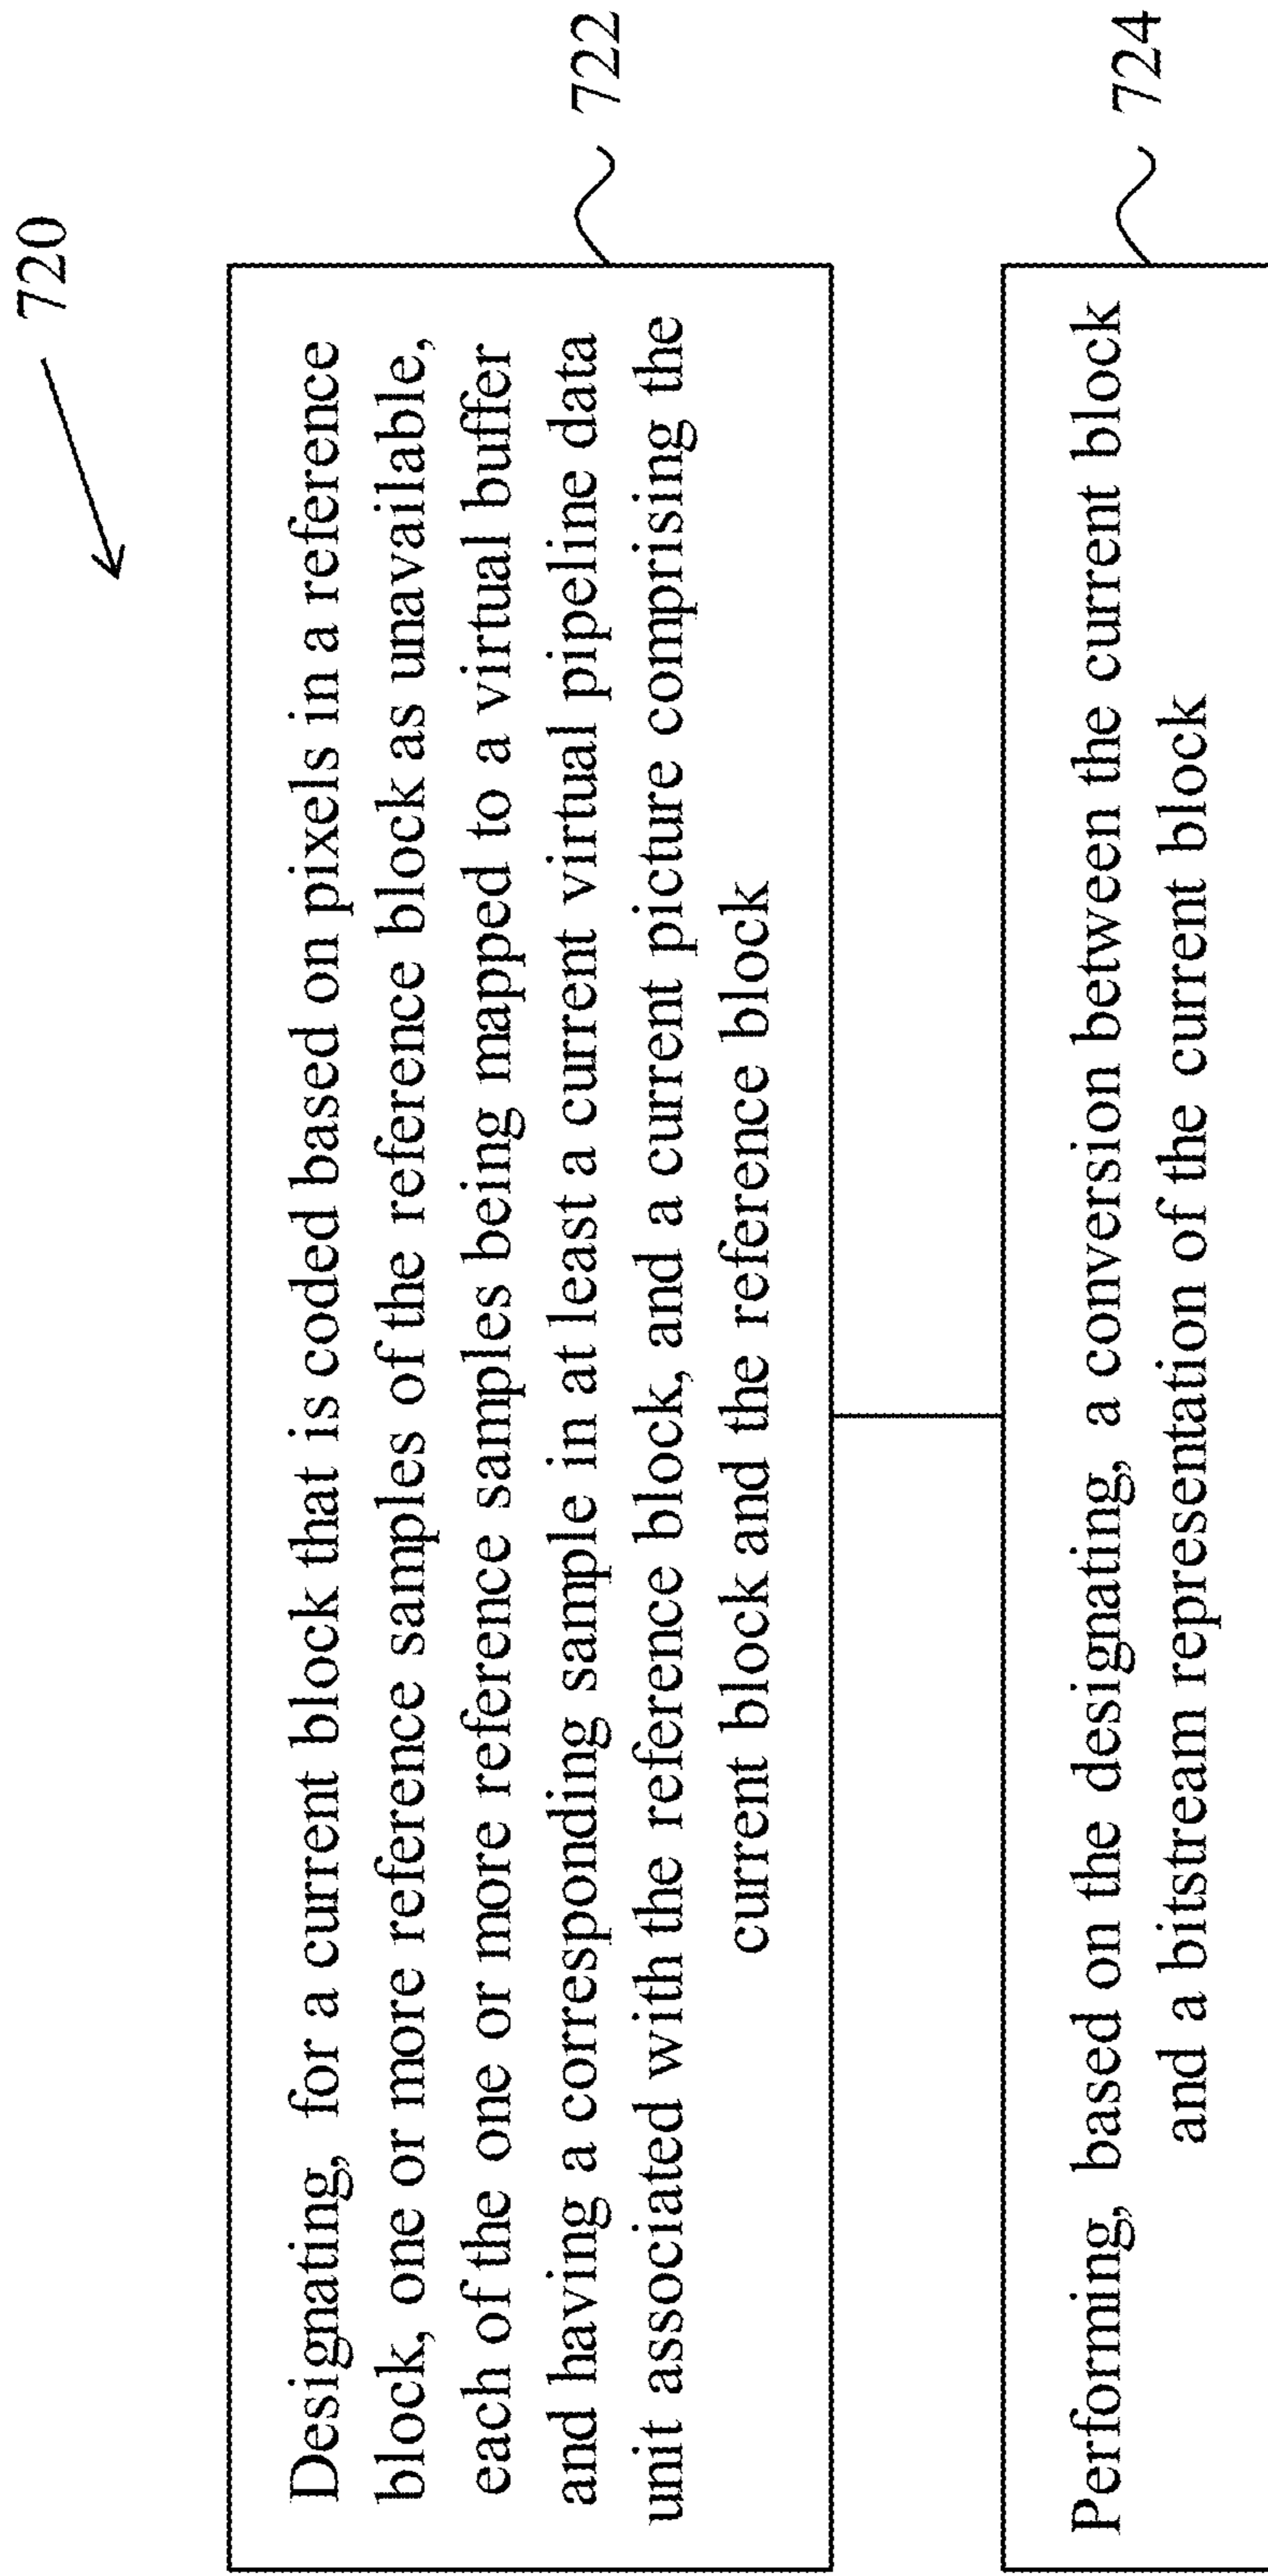 720
Designating, for a current block that is coded based on pixels in a reference
block, one or more reference samples of the reference block as unavailable,
each of the one or more reference samples being mapped to a virtual buffer
and having a corresponding sample in at least a current virtual pipeline data
unit associated with the reference block, and a current picture comprising the
current block and the reference block
722
Performing, based on the designating, a conversion between the current block
and a bitstream representation of the current block
724